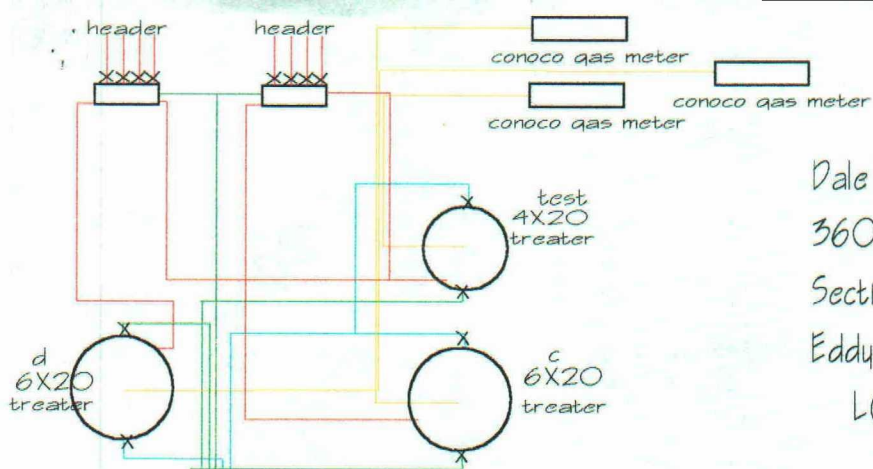 header
header
conoco gas meter
conoco gas meter
conoco gas meter
test
4X20
treater
Dale
360
Eddy
d
6X20
treater
c
6X20
treater